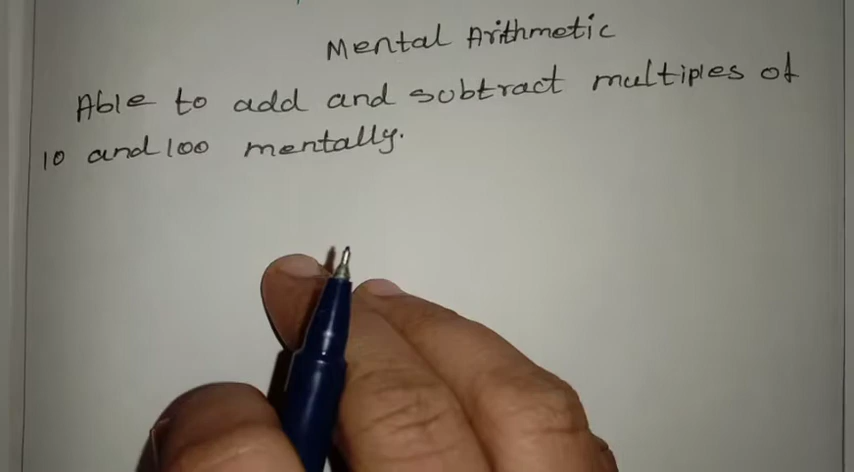 Mental Arithmetic
Able to add and subtract multiples of
10 and 100 mentally.